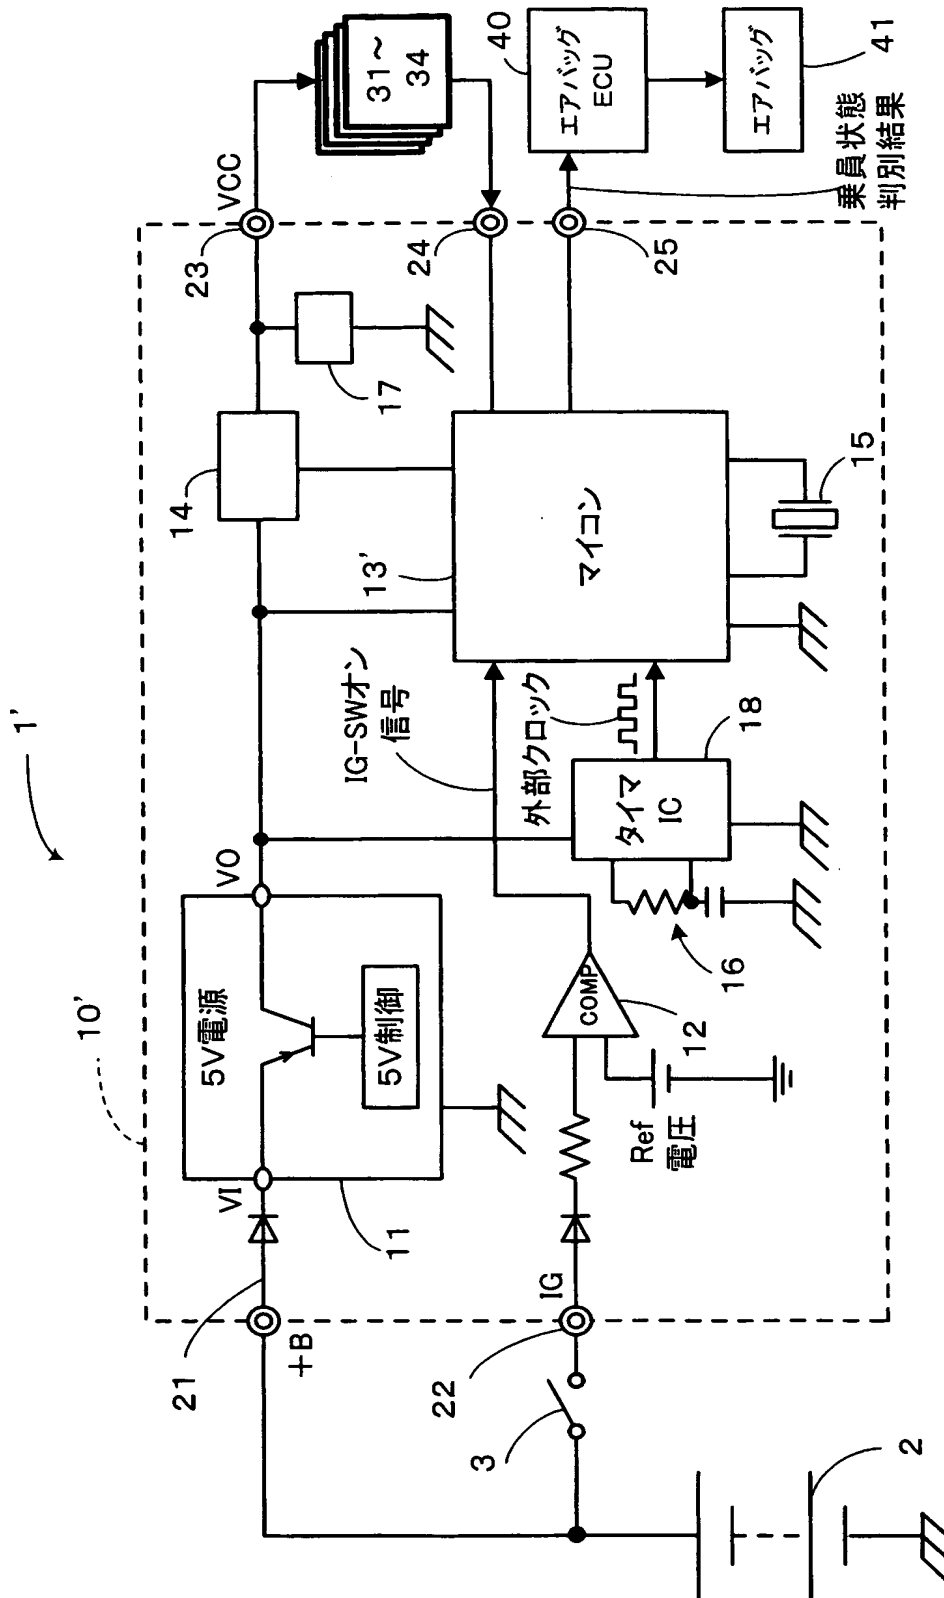 1'
10'
5V電源
VI
VO
5V制御
11
21
+B
22
IG
3
2
Ref
電圧
COMP
12
IG-SWオン
信号
外部クロック
タイマ
IC
16
18
13'
マイコン
14
15
17
23
VCC
24
25
31~
34
40
エアバッグ
ECU
エアバッグ
41
乗員状態
判別結果